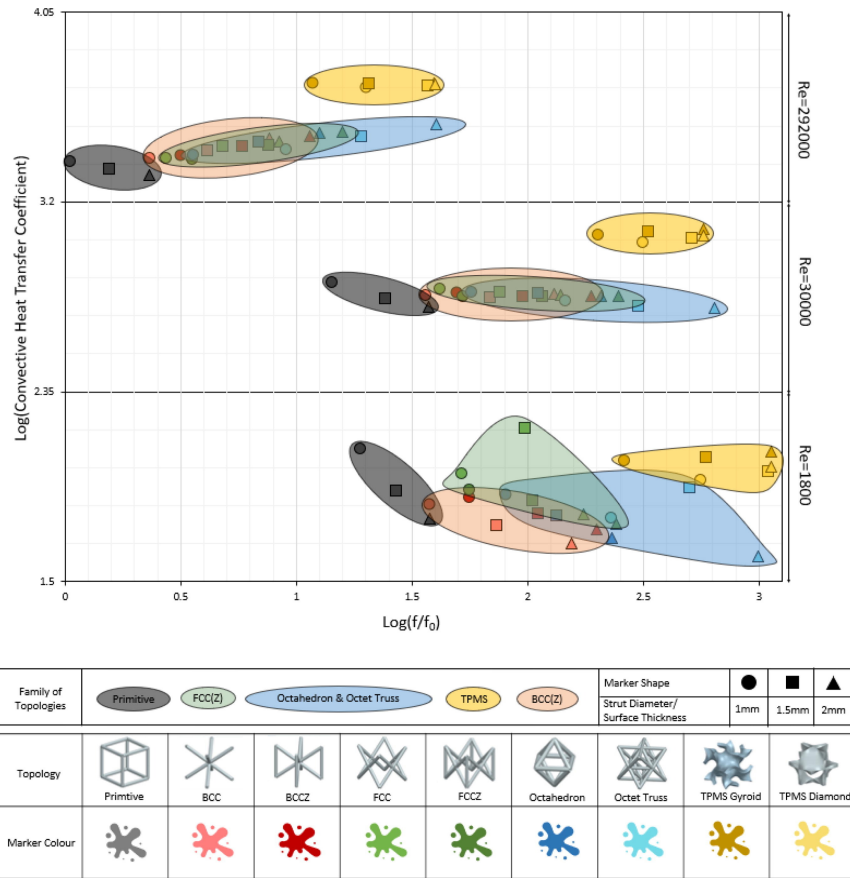 4.05
3.2
2.35
1.5
Log(Convective Heat Transfer Coefficient)
Re=292000
Re=30000
Re=1800
0 0.5 1 1.5 2 2.5 3
Log(f/f0)
Family of
Topologies
Primitive
FCC(Z)
Octahedron & Octet Truss
TPMS
BCC(Z)
Marker Shape
Strut Diameter/
Surface Thickness
1mm 1.5mm 2mm
Topology
Primtive BCC BCCZ FCC FCCZ Octahedron Octet Truss TPMS Gyroid TPMS Diamond
Marker Colour